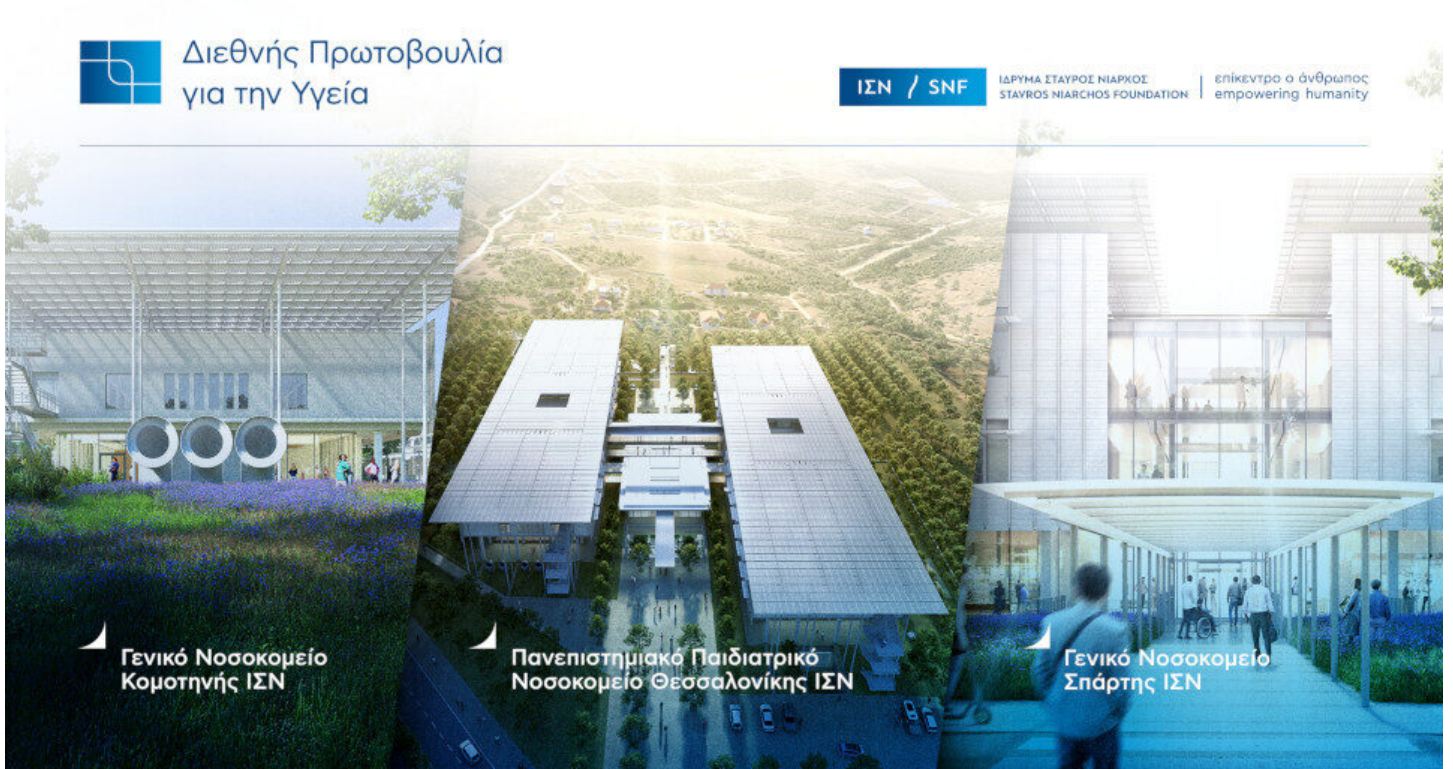 Διεθνής Πρωτοβουλία
για την Υγεία
ΙΣΝ / SNF
ΙΔΡΥΜΑ ΣΤΑΥΡΟΣ ΝΙΑΡΧΟΣ
STAVROS NIARCHOS FOUNDATION
επίκεντρο ο άνθρωπος
empowering humanity
Γενικό Νοσοκομείο
Κομοτηνής ΙΣΝ
Πανεπιστημιακό Παιδιατρικό
Νοσοκομείο Θεσσαλονίκης ΙΣΝ
Γενικό Νοσοκομείο
Σπάρτης ΙΣΝ